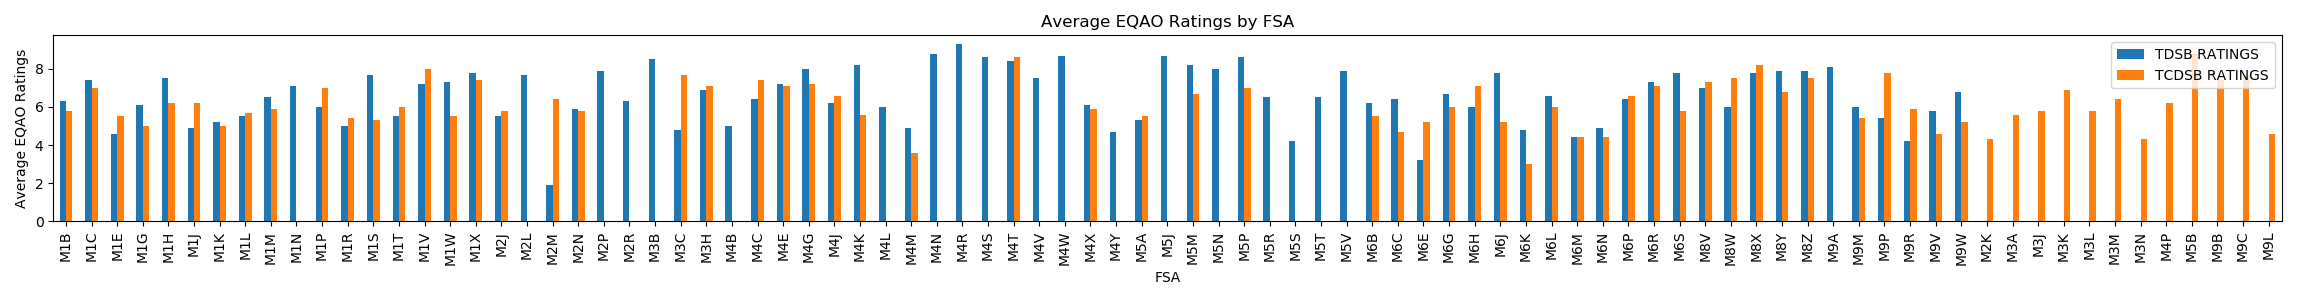 Average EQAO Ratings by FSA
TDSB RATINGS
TCDSB RATINGS
Average EQAO Ratings
8
6
4
2
0
M1B M1C M1E M1G M1H M1J M1K M1L M1M M1N M1P M1R M1S M1T M1V M1W M1X M2J M2L M2M M2N M2P M2R M3B M3C M3H M4B M4C M4E M4G M4J M4K M4L M4M M4N M4R M4S M4T M4V M4W M4X M4Y M5A M5J M5M M5N M5P M5R M5S M5T M5V M6B M6C M6E M6G M6H M6J M6K M6L M6M M6N M6P M6R M6S M8V M8W M8X M8Y M8Z M9A M9M M9P M9R M9V M9W M2K M3A M3J M3K M3L M3M M3N M4P M5B M9B M9C M9L
FSA